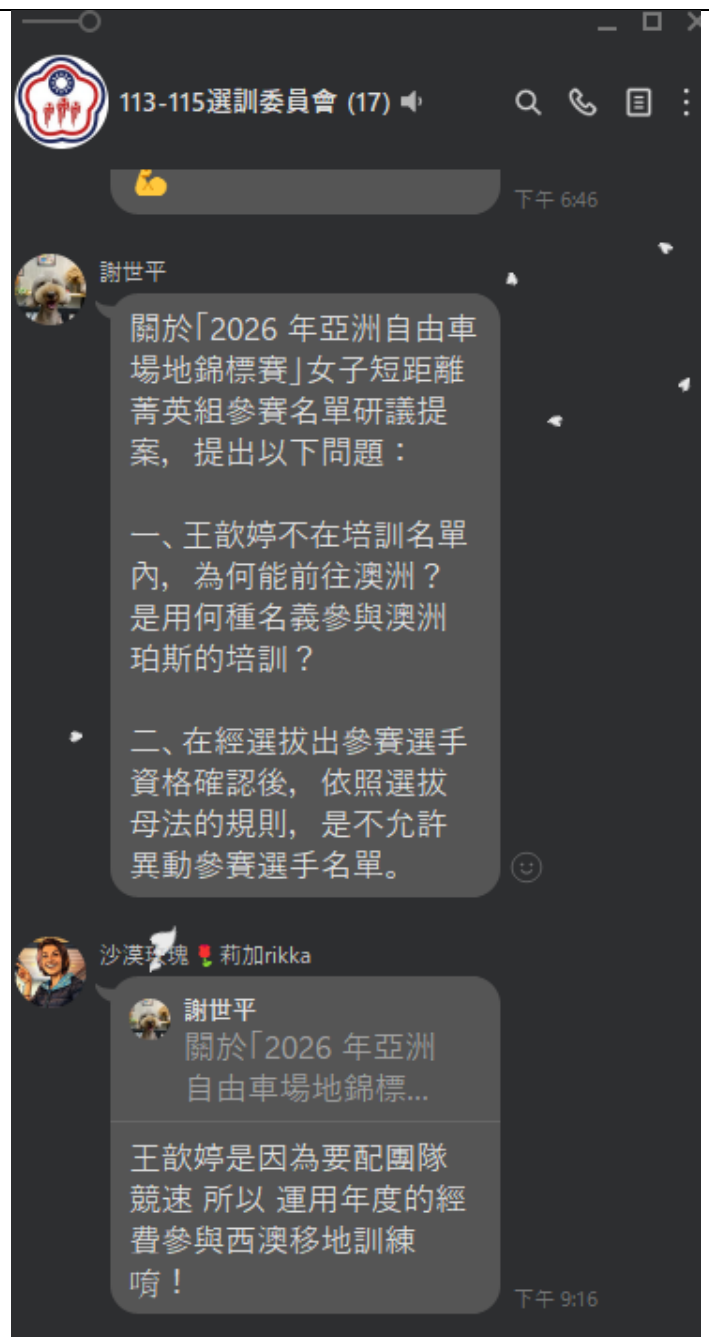 113-115選訓委員會 (17)
下午 6:46
謝世平
關於「2026 年亞洲自由車
場地錦標賽」女子短距離
菁英組參賽名單研議提
案，提出以下問題：
一、王歆婷不在培訓名單
內，為何能前往澳洲？
是用何種名義參與澳洲
珀斯的培訓？
二、在經選拔出參賽選手
資格確認後，依照選拔
母法的規則，是不允許
異動參賽選手名單。
沙漠玫瑰🌹莉加rikka
謝世平
關於「2026 年亞洲
自由車場地錦標...
王歆婷是因為要配團隊
競速 所以 運用年度的經
費參與西澳移地訓練
唷！
下午 9:16